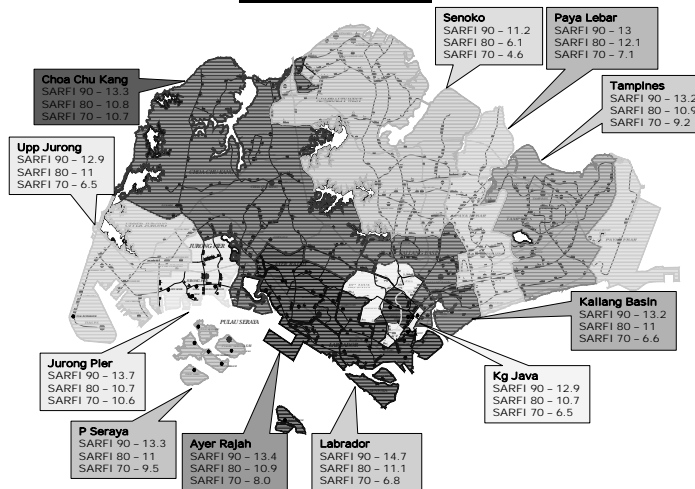 Senoko
SARFI 90 - 11.2
SARFI 80 - 6.1
SARFI 70 - 4.6
Paya Lebar
SARFI 90 - 13
SARFI 80 - 12.1
SARFI 70 - 7.1
Choa Chu Kang
SARFI 90 - 13.3
SARFI 80 - 10.8
SARFI 70 - 10.7
Tampines
SARFI 90 - 13.2
SARFI 80 - 10.9
SARFI 70 - 9.2
Upp Jurong
SARFI 90 - 12.9
SARFI 80 - 11
SARFI 70 - 6.5
CHOA CHU KANG
UPPER JURONG
JURONG PIER
PULAU SERAYA
Kallang Basin
SARFI 90 - 13.2
SARFI 80 - 11
SARFI 70 - 6.6
Jurong Pier
SARFI 90 - 13.7
SARFI 80 - 10.7
SARFI 70 - 10.6
Kg Java
SARFI 90 - 12.9
SARFI 80 - 10.7
SARFI 70 - 6.5
P Seraya
SARFI 90 - 13.3
SARFI 80 - 11
SARFI 70 - 9.5
Ayer Rajah
SARFI 90 - 13.4
SARFI 80 - 10.9
SARFI 70 - 8.0
Labrador
SARFI 90 - 14.7
SARFI 80 - 11.1
SARFI 70 - 6.8